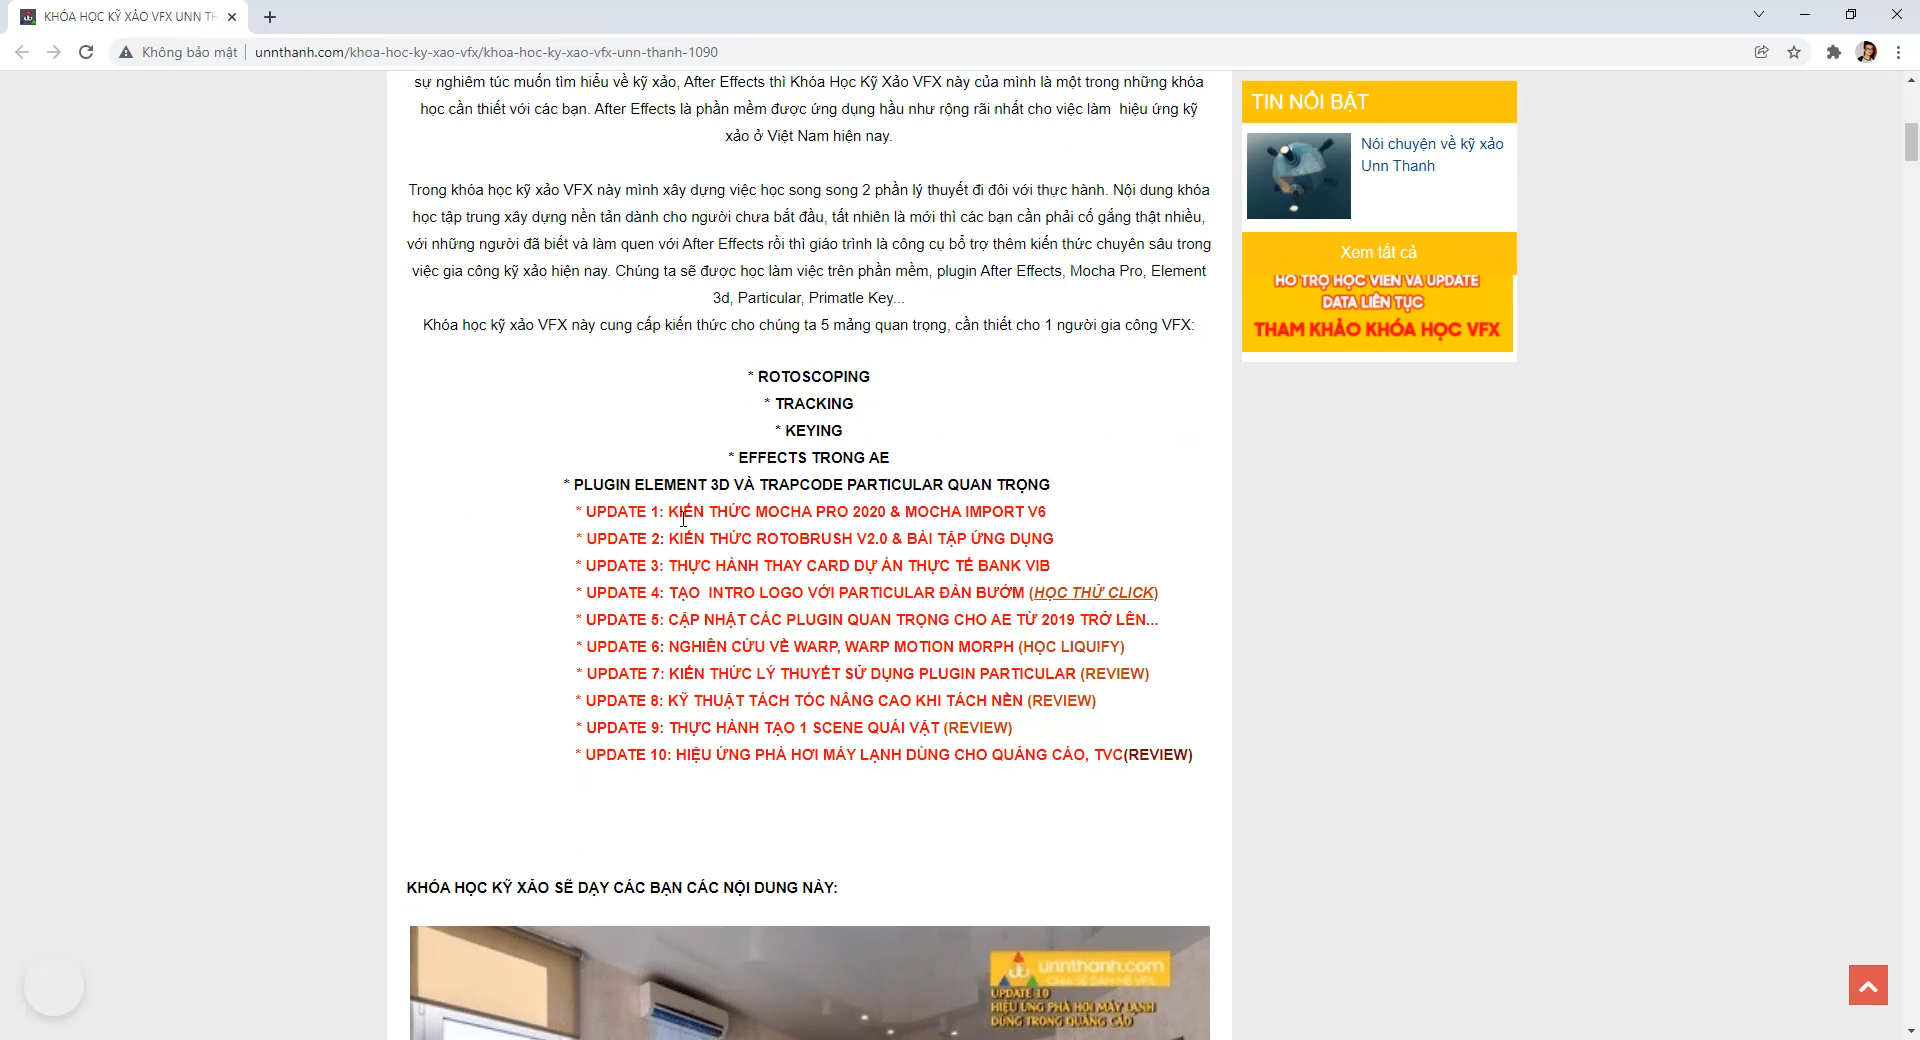 KHÓA HỌC KỸ XẢO VFX UNN TH
Không bảo mật
unnthanh.com/khoa-hoc-ky-xao-vfx/khoa-hoc-ky-xao-vfx-unn-thanh-1090
sự nghiêm túc muốn tìm hiểu về kỹ xảo, After Effects thì Khóa Học Kỹ Xảo VFX này của mình là một trong những khóa
học cần thiết với các bạn. After Effects là phần mềm được ứng dụng hầu như rộng rãi nhất cho việc làm  hiệu ứng kỹ
xảo ở Việt Nam hiện nay.
Trong khóa học kỹ xảo VFX này mình xây dựng việc học song song 2 phần lý thuyết đi đôi với thực hành. Nội dung khóa
học tập trung xây dựng nền tản dành cho người chưa bắt đầu, tất nhiên là mới thì các bạn cần phải cố gắng thật nhiều,
với những người đã biết và làm quen với After Effects rồi thì giáo trình là công cụ bổ trợ thêm kiến thức chuyên sâu trong
việc gia công kỹ xảo hiện nay. Chúng ta sẽ được học làm việc trên phần mềm, plugin After Effects, Mocha Pro, Element
3d, Particular, Primatle Key...
Khóa học kỹ xảo VFX này cung cấp kiến thức cho chúng ta 5 mảng quan trọng, cần thiết cho 1 người gia công VFX:
* ROTOSCOPING
* TRACKING
* KEYING
* EFFECTS TRONG AE
* PLUGIN ELEMENT 3D VÀ TRAPCODE PARTICULAR QUAN TRỌNG
* UPDATE 1: KIẾN THỨC MOCHA PRO 2020 & MOCHA IMPORT V6
* UPDATE 2: KIẾN THỨC ROTOBRUSH V2.0 & BÀI TẬP ỨNG DỤNG
* UPDATE 3: THỰC HÀNH THAY CARD DỰ ÁN THỰC TẾ BANK VIB
* UPDATE 4: TẠO  INTRO LOGO VỚI PARTICULAR ĐÀN BƯỚM (HỌC THỬ CLICK)
* UPDATE 5: CẬP NHẬT CÁC PLUGIN QUAN TRỌNG CHO AE TỪ 2019 TRỞ LÊN...
* UPDATE 6: NGHIÊN CỨU VỀ WARP, WARP MOTION MORPH (HỌC LIQUIFY)
* UPDATE 7: KIẾN THỨC LÝ THUYẾT SỬ DỤNG PLUGIN PARTICULAR (REVIEW)
* UPDATE 8: KỸ THUẬT TÁCH TÓC NÂNG CAO KHI TÁCH NỀN (REVIEW)
* UPDATE 9: THỰC HÀNH TẠO 1 SCENE QUÁI VẬT (REVIEW)
* UPDATE 10: HIỆU ỨNG PHÀ HƠI MÁY LẠNH DÙNG CHO QUẢNG CÁO, TVC(REVIEW)
KHÓA HỌC KỸ XẢO SẼ DẠY CÁC BẠN CÁC NỘI DUNG NÀY:
unnthanh.com
CHIA SẺ ĐAM MÊ VFX
UPDATE 10
HIỆU ỨNG PHÀ HƠI MÁY LẠNH
DÙNG TRONG QUẢNG CÁO
TIN NỔI BẬT
Nói chuyện về kỹ xảo
Unn Thanh
Xem tất cả
HỖ TRỢ HỌC VIÊN VÀ UPDATE
DATA LIÊN TỤC
THAM KHẢO KHÓA HỌC VFX